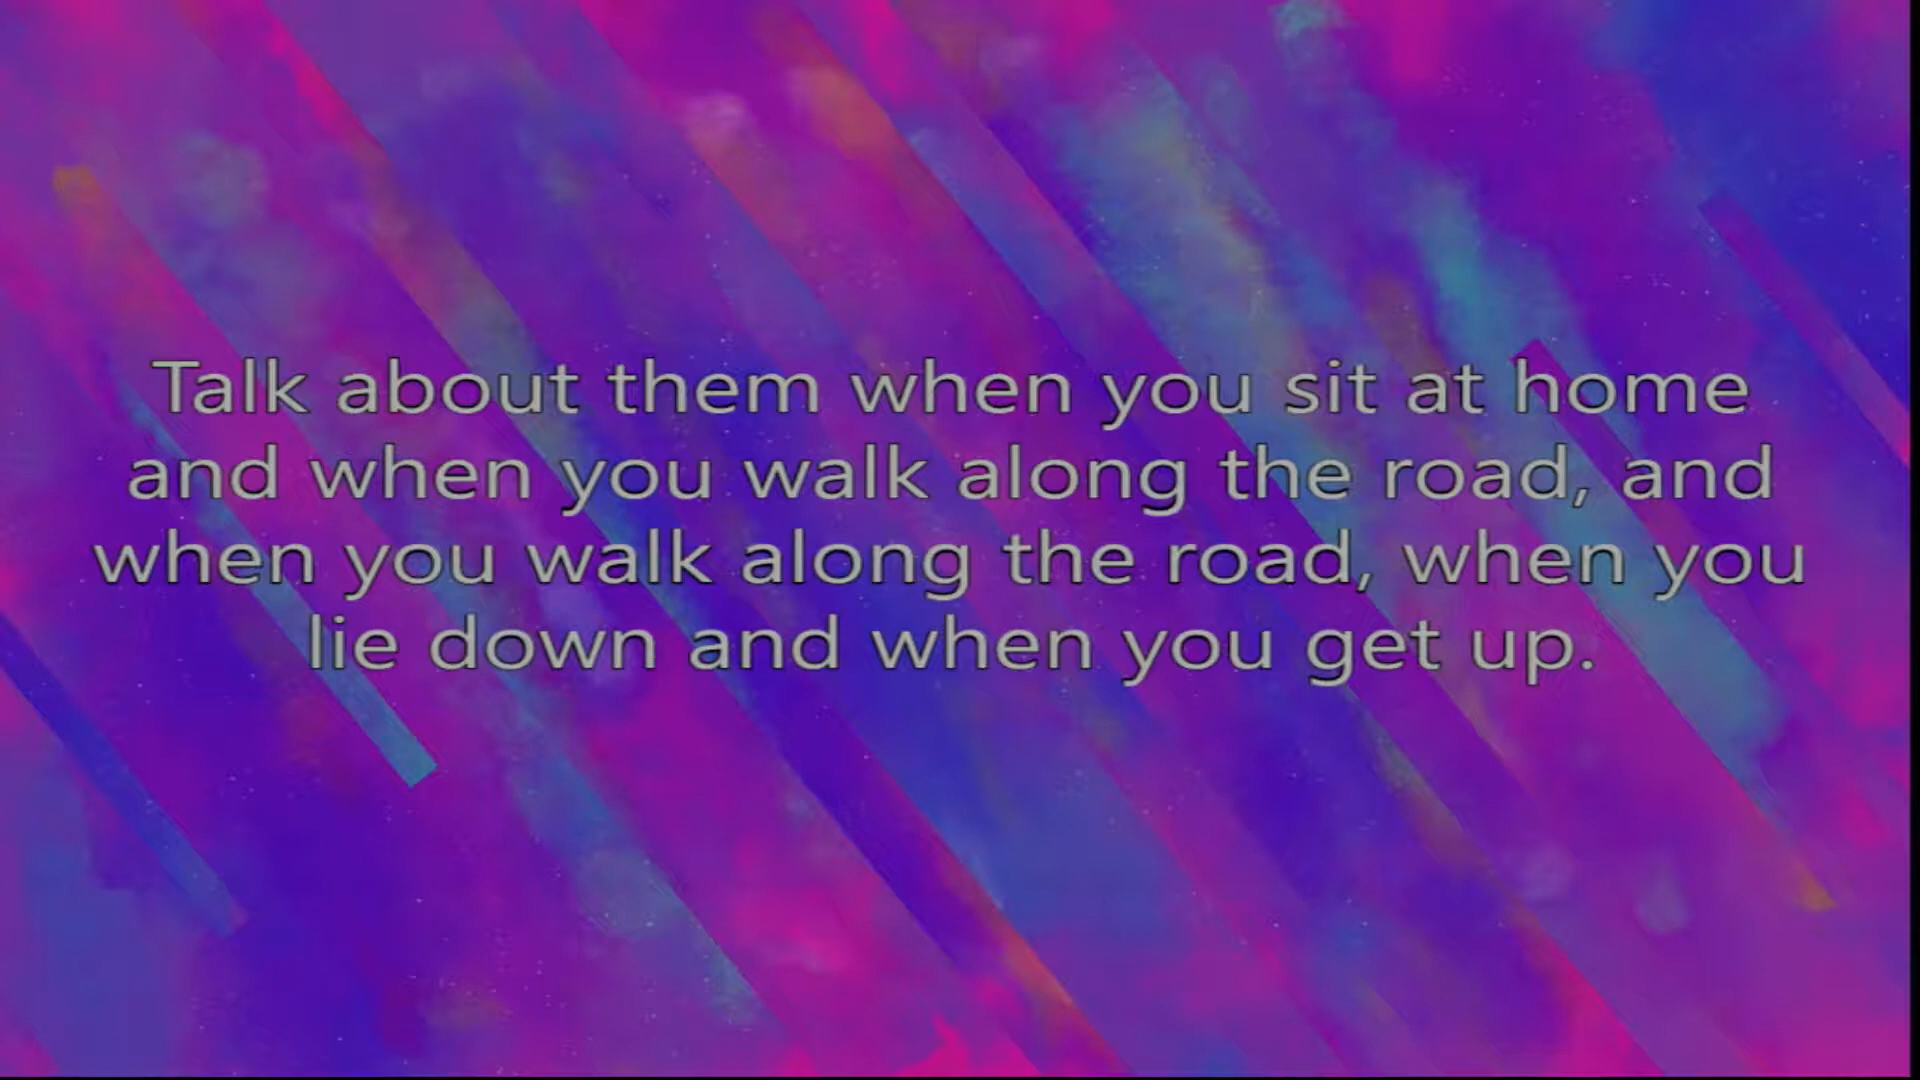 Talk about them when you sit at home
and when you walk along the road, and
when you walk along the road, when you
lie down and when you get up.